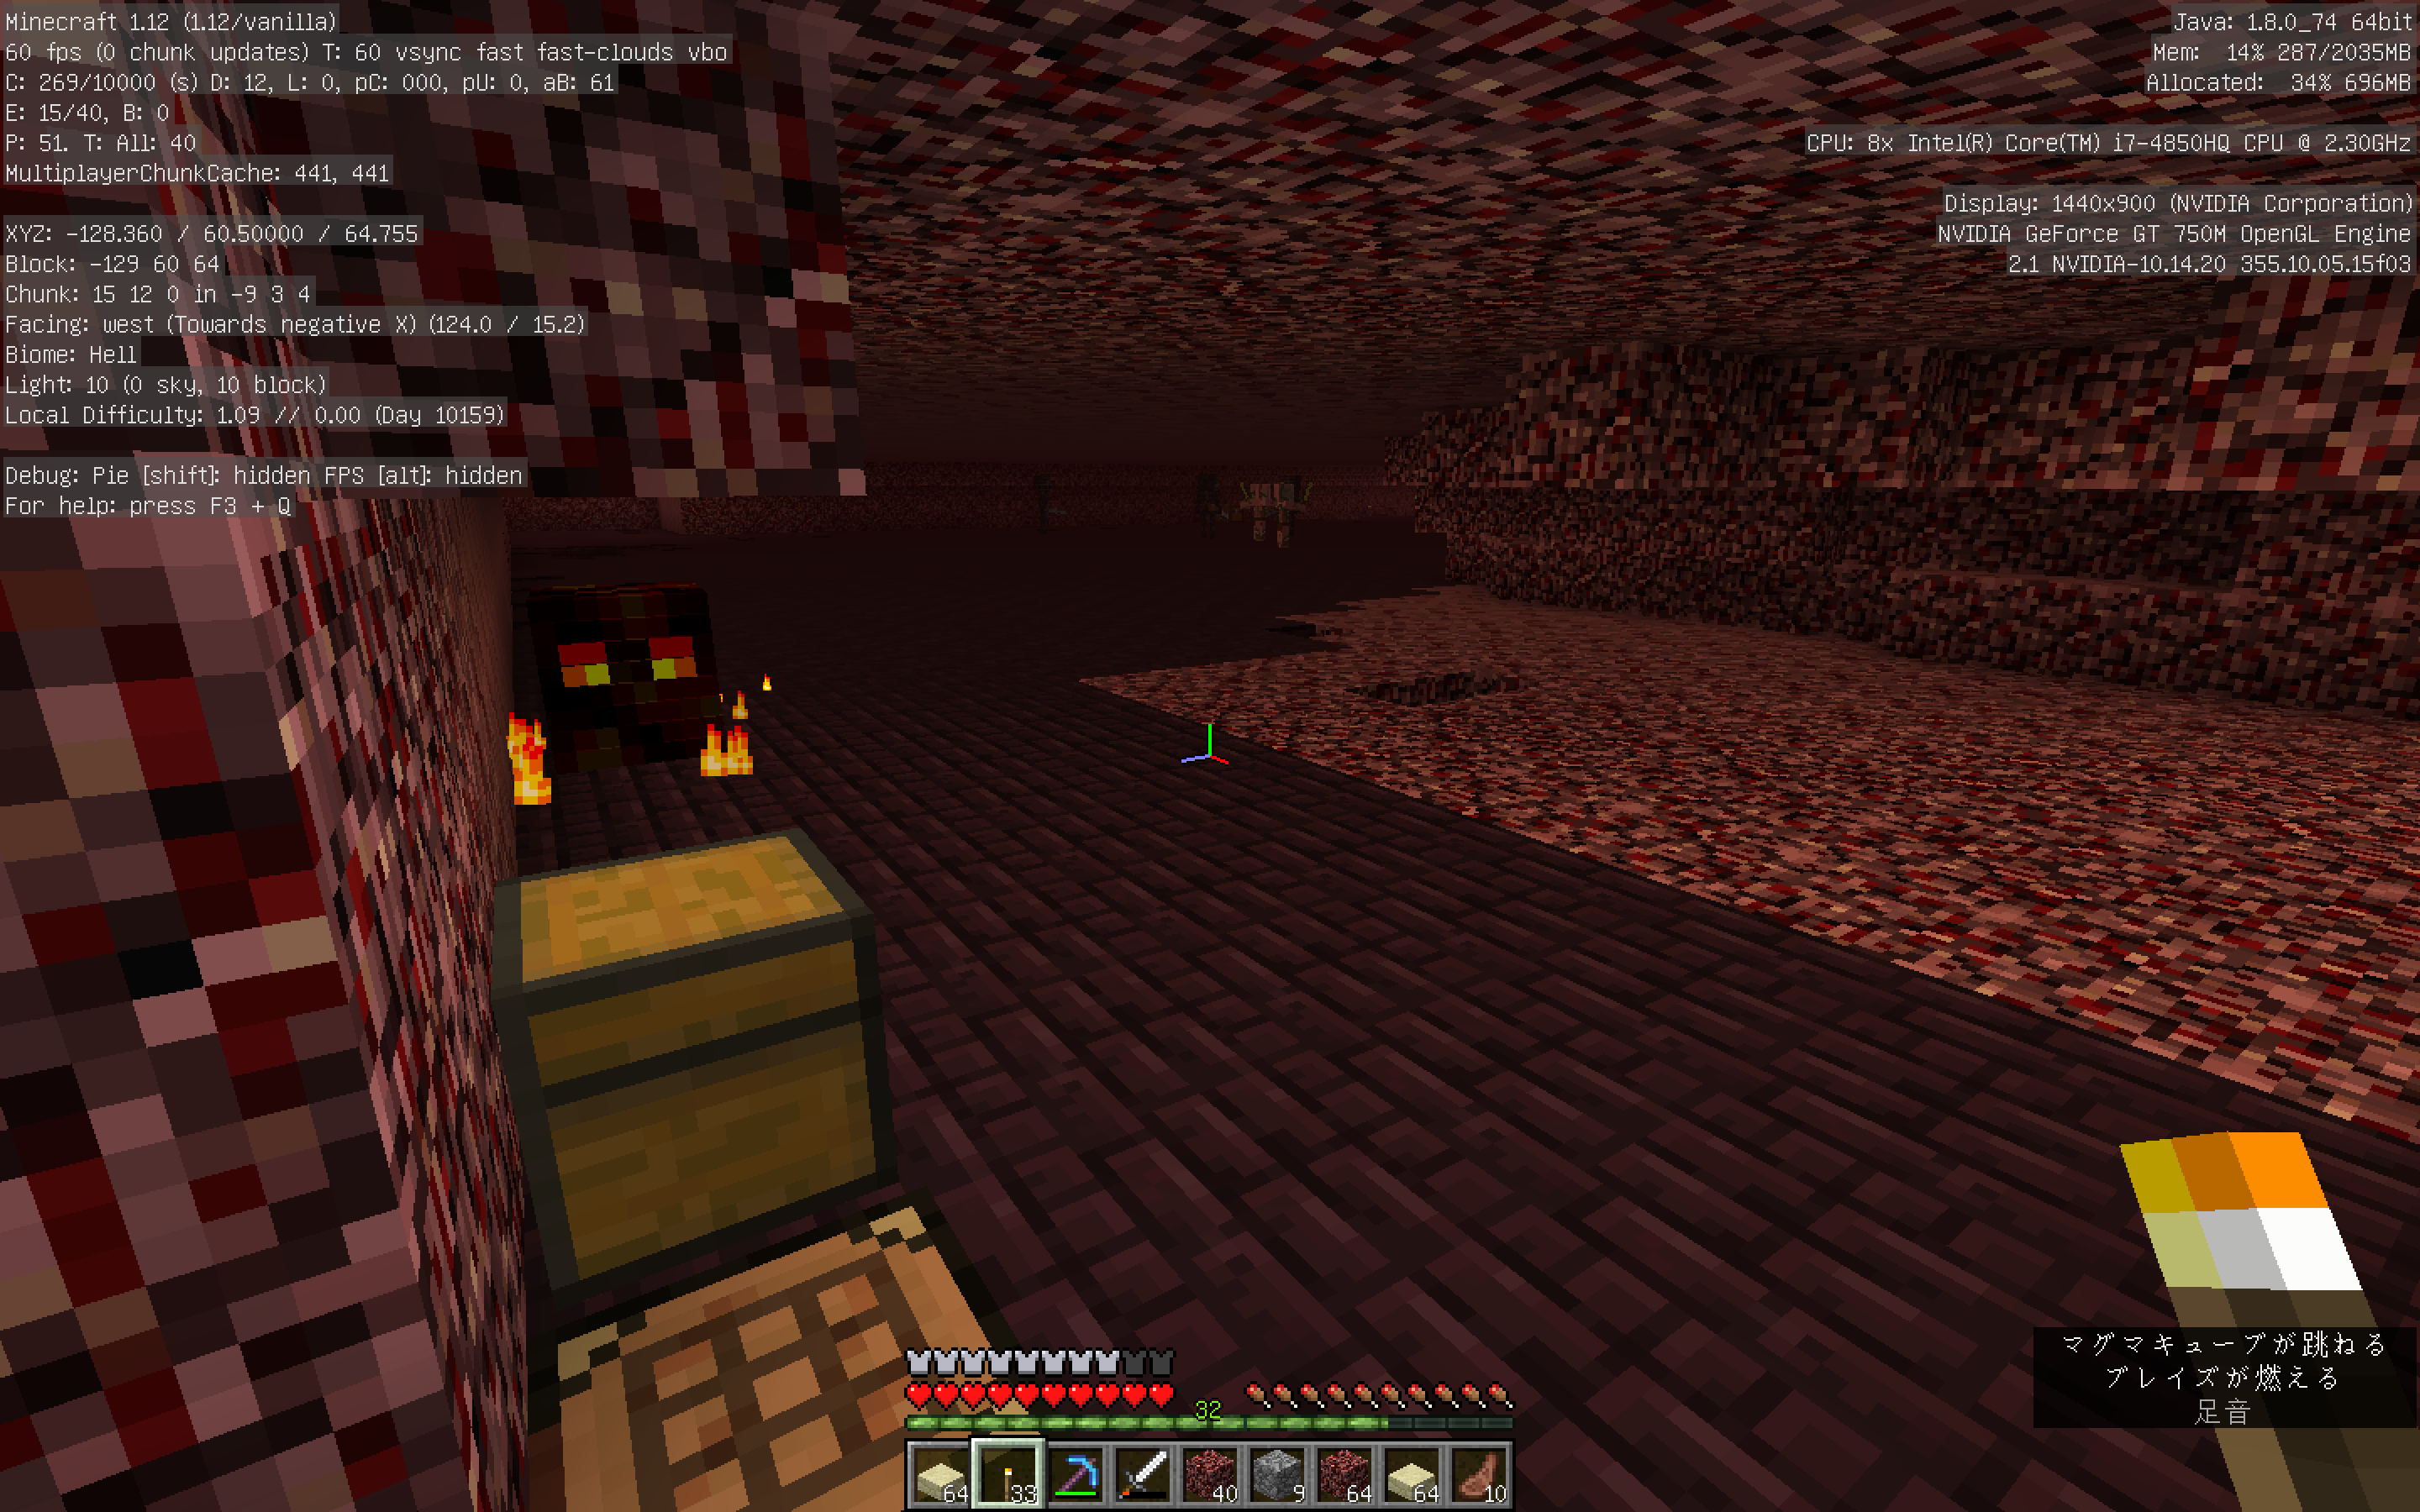 Minecraft 1.12 (1.12/vanilla)
60 fps (0 chunk updates) T: 60 vsync fast fast-clouds vbo
C: 269/10000 (s) D: 12, L: 0, pC: 000, pU: 0, aB: 61
E: 15/40, B: 0
P: 51. T: All: 40
MultiplayerChunkCache: 441, 441
XYZ: -128.360 / 60.50000 / 64.755
Block: -129 60 64
Chunk: 15 12 0 in -9 3 4
Facing: west (Towards negative X) (124.0 / 15.2)
Biome: Hell
Light: 10 (0 sky, 10 block)
Local Difficulty: 1.09 // 0.00 (Day 10159)
Debug: Pie [shift]: hidden FPS [alt]: hidden
For help: press F3 + Q
Java: 1.8.0_74 64bit
Mem: 14% 287/2035MB
Allocated: 34% 696MB
CPU: 8x Intel(R) Core(TM) i7-4850HQ CPU @ 2.30GHz
Display: 1440x900 (NVIDIA Corporation)
NVIDIA GeForce GT 750M OpenGL Engine
2.1 NVIDIA-10.14.20 355.10.05.15f03
マグマキューブが跳ねる
ブレイズが燃える
足音
32
64 33 40 9 64 64 10